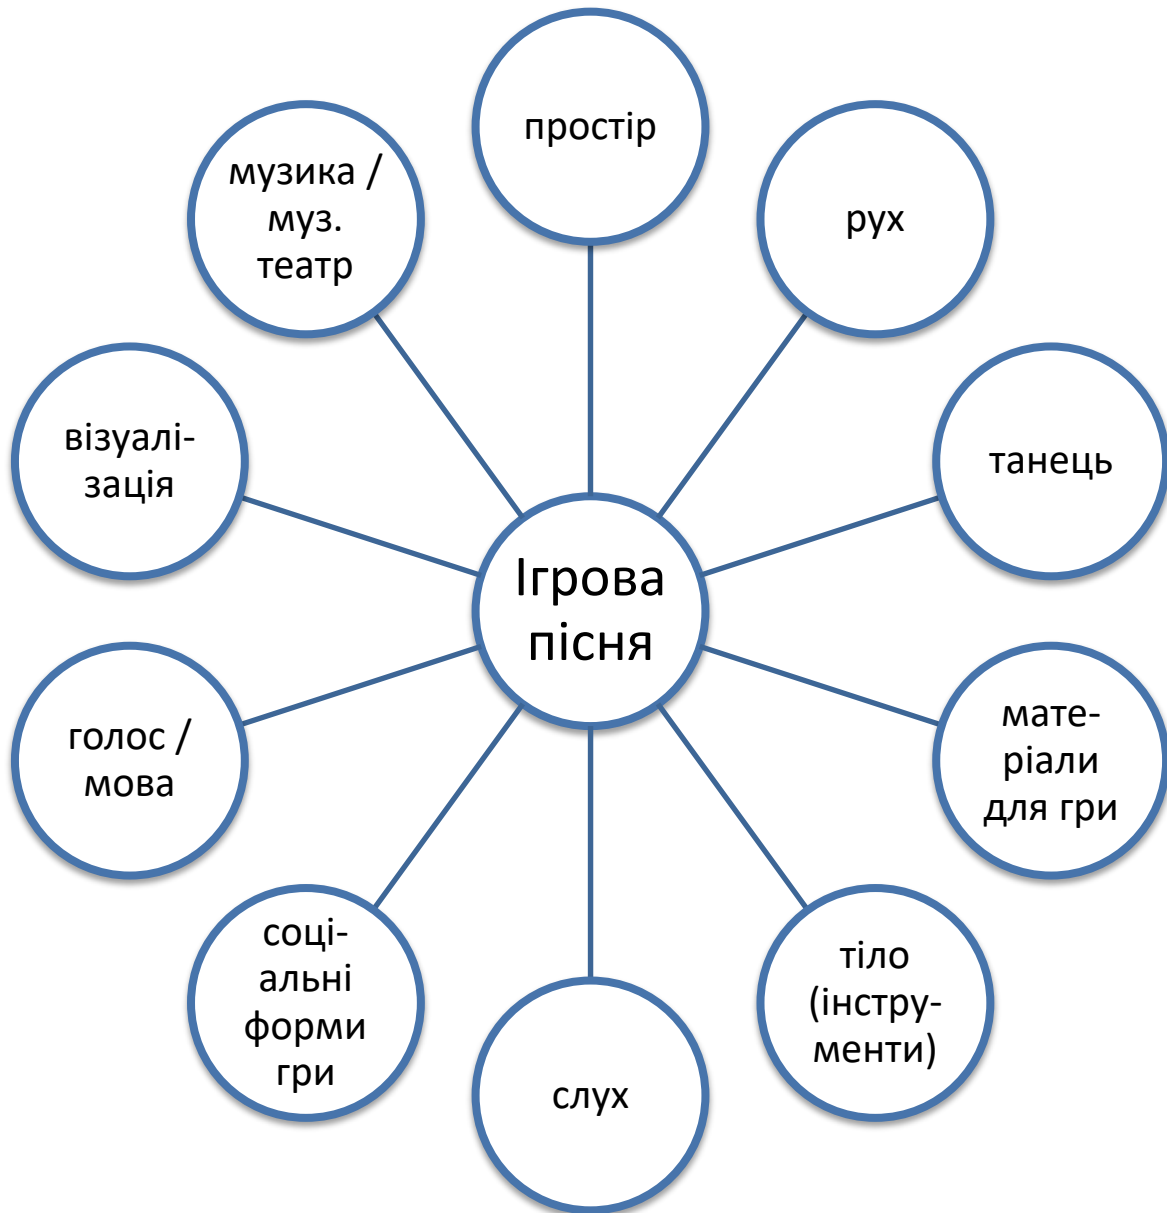 простір
музика /
муз.
театр
рух
візуалі-
зація
танець
Ігрова
пісня
голос /
мова
мате-
ріали
для гри
соці-
альні
форми
гри
тіло
(інстру-
менти)
слух